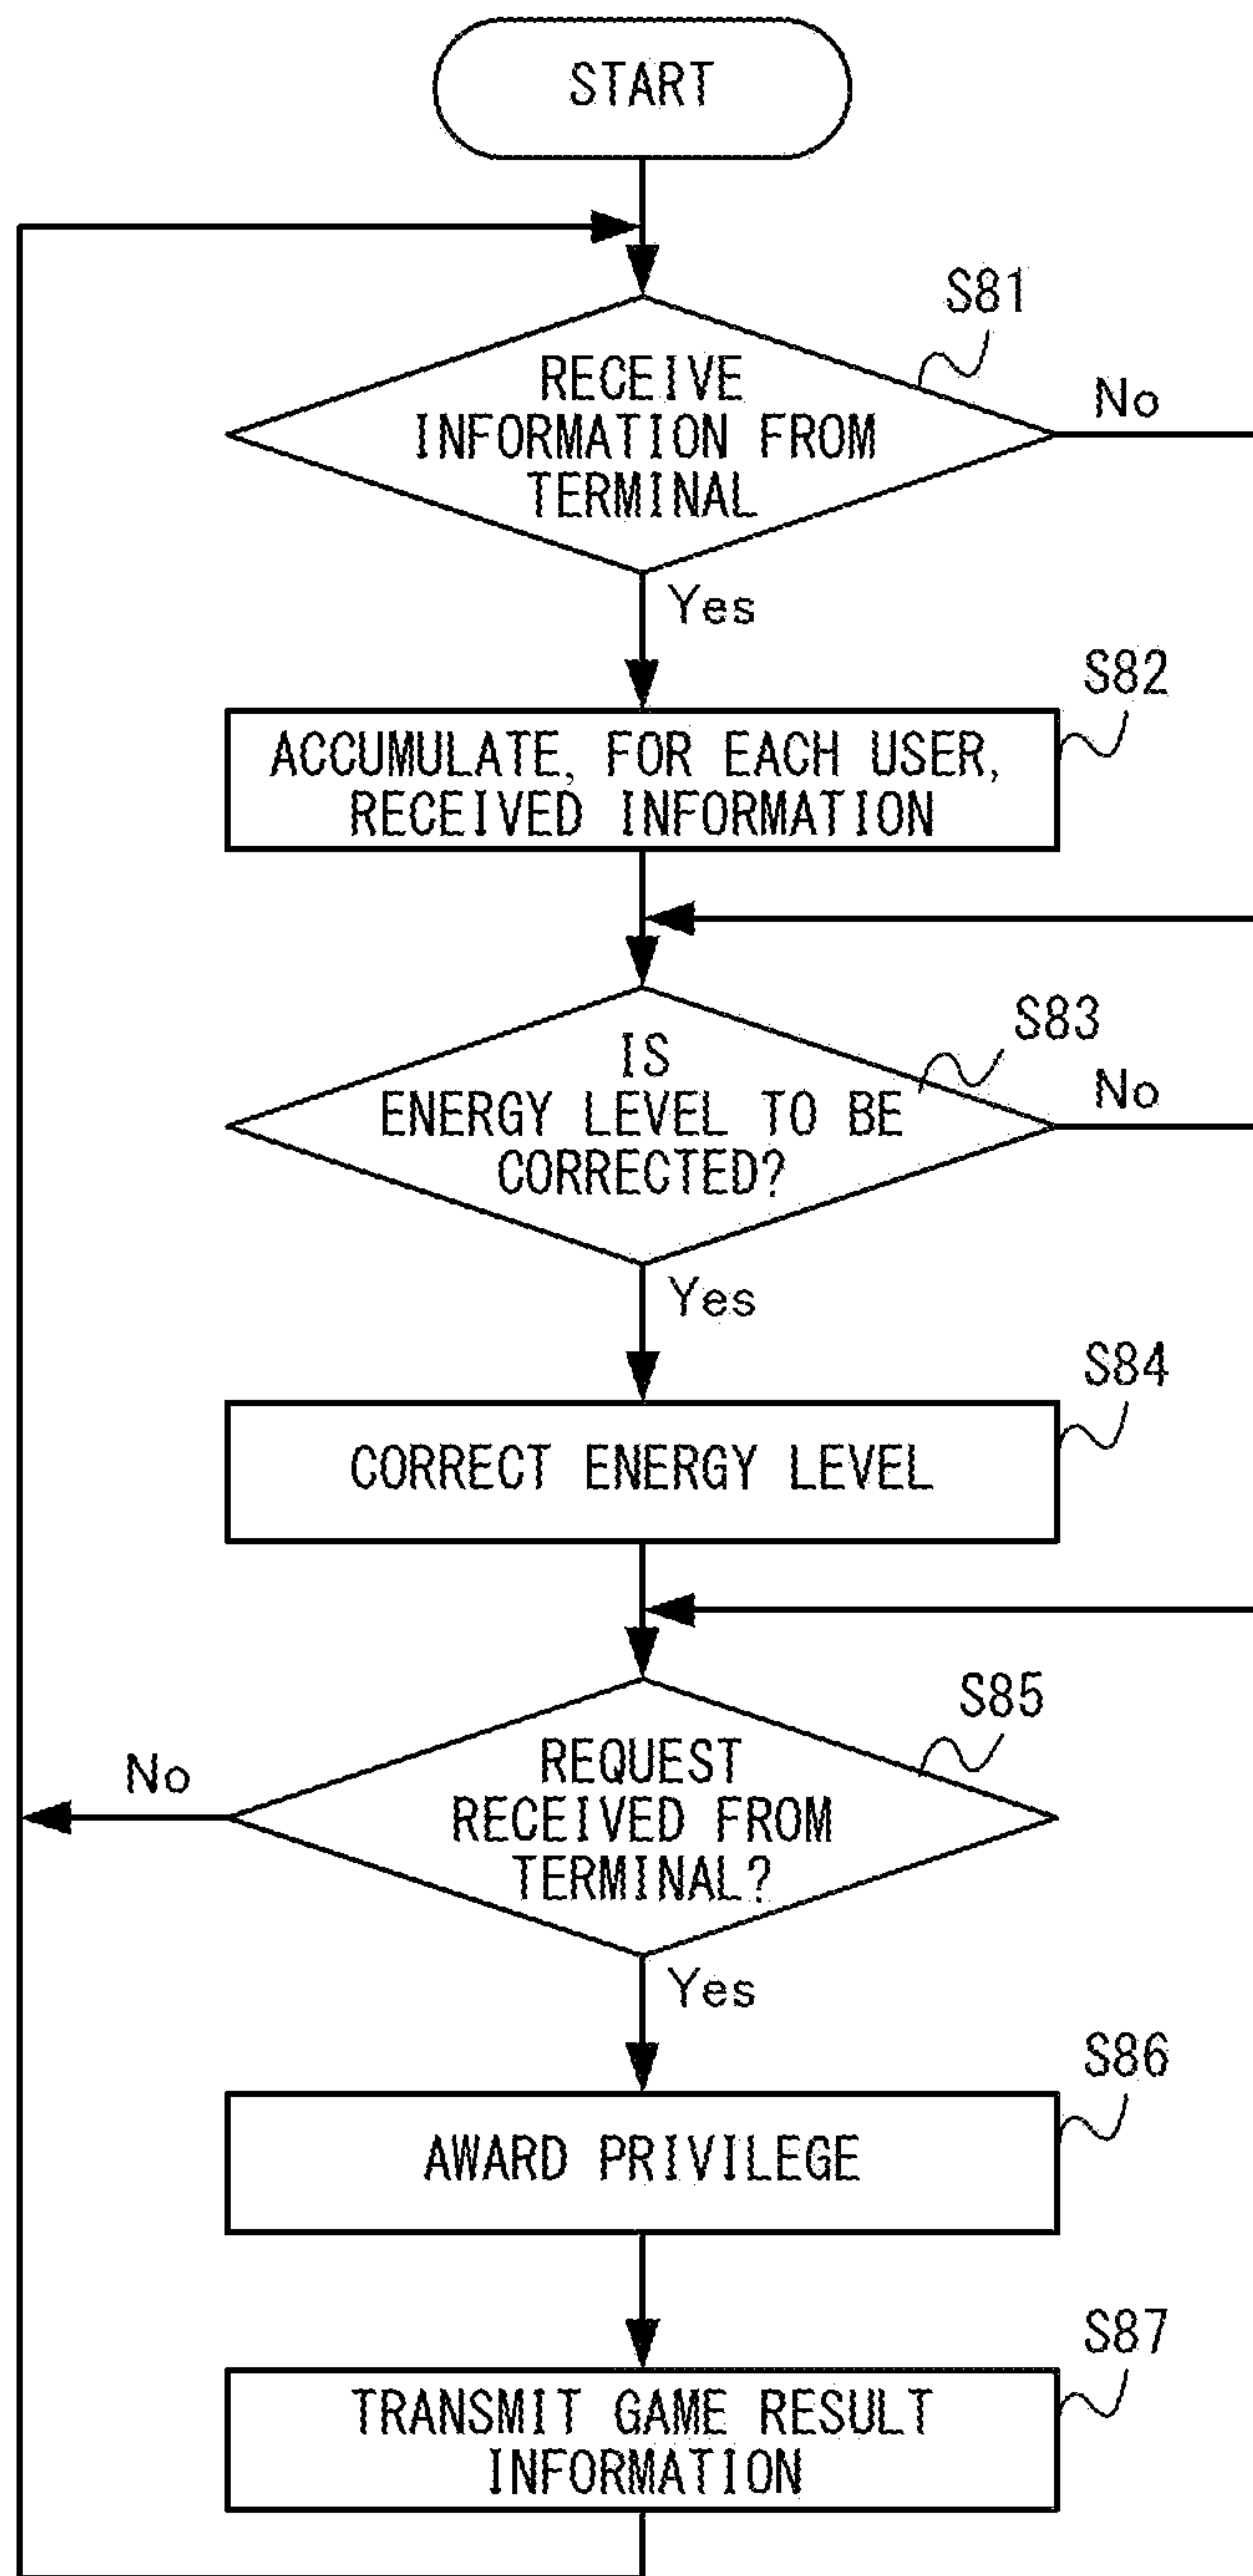 START
S81
RECEIVE
INFORMATION FROM
TERMINAL
No
Yes
S82
ACCUMULATE, FOR EACH USER,
RECEIVED INFORMATION
S83
IS
ENERGY LEVEL TO BE
CORRECTED?
No
Yes
S84
CORRECT ENERGY LEVEL
S85
REQUEST
RECEIVED FROM
TERMINAL?
No
Yes
S86
AWARD PRIVILEGE
S87
TRANSMIT GAME RESULT
INFORMATION